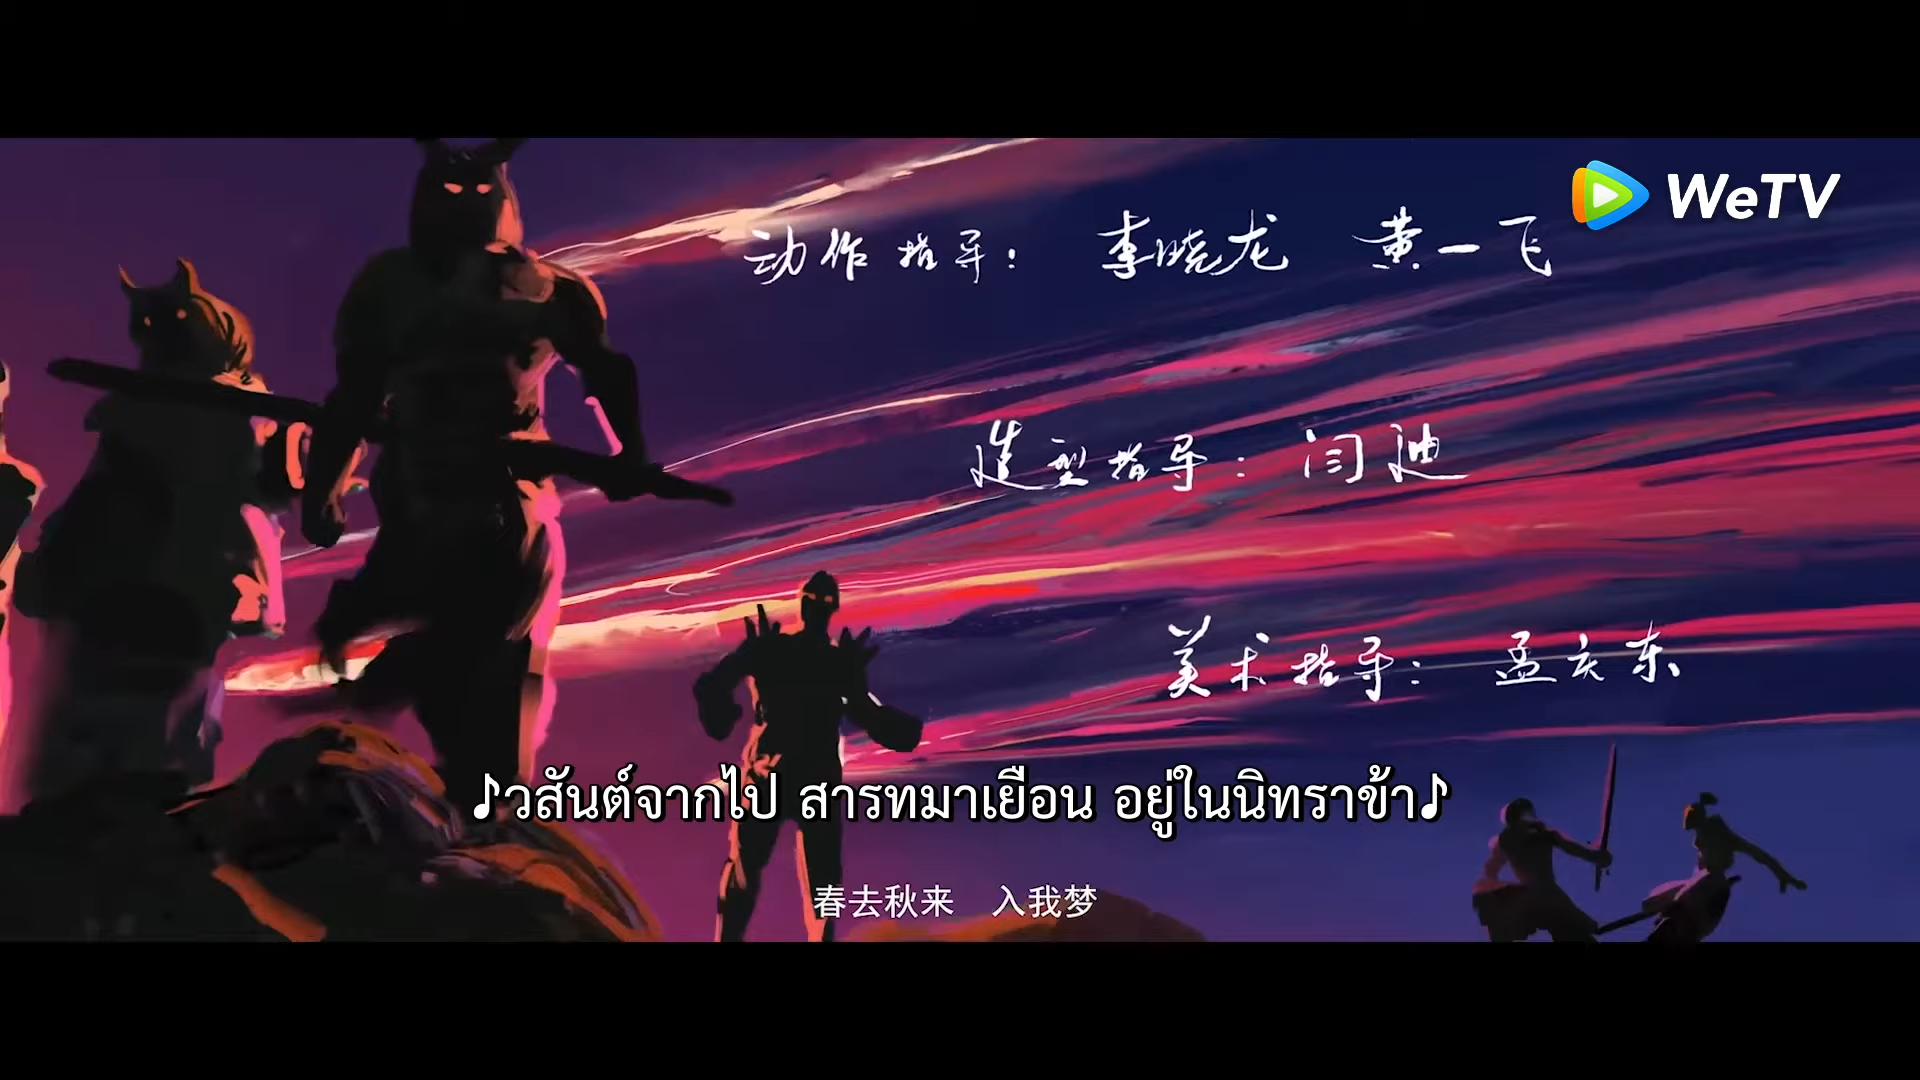 WeTV
动作指导： 李晓龙 黄一飞
造型指导： 闫迪
美术指导： 孟庆东
♪วสันต์จากไป สารทมาเยือน อยู่ในนิทราข้า♪
春去秋来 入我梦